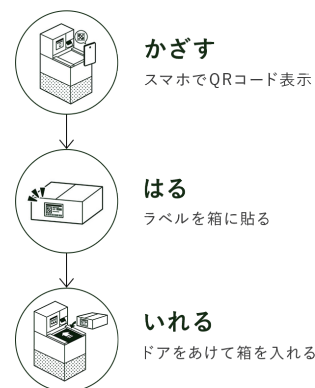 かざす
スマホでQRコード表示
はる
ラベルを箱に貼る
いれる
ドアをあけて箱を入れる